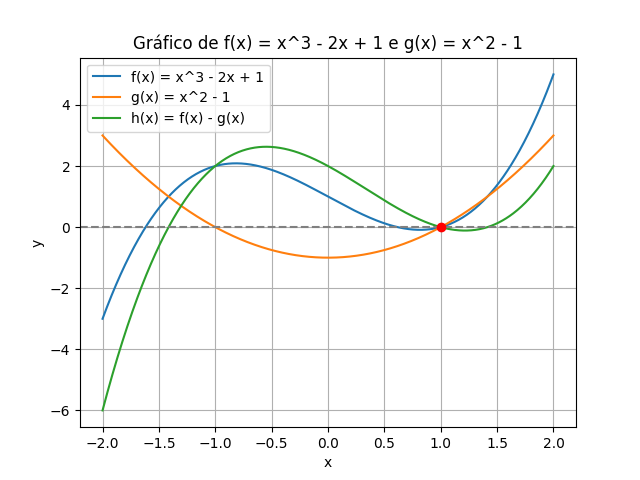 Gráfico de f(x) = x^3 - 2x + 1 e g(x) = x^2 - 1
f(x) = x^3 - 2x + 1
g(x) = x^2 - 1
h(x) = f(x) - g(x)
4
2
0
−2
−4
−6
y
−2.0 −1.5 −1.0 −0.5 0.0 0.5 1.0 1.5 2.0
x